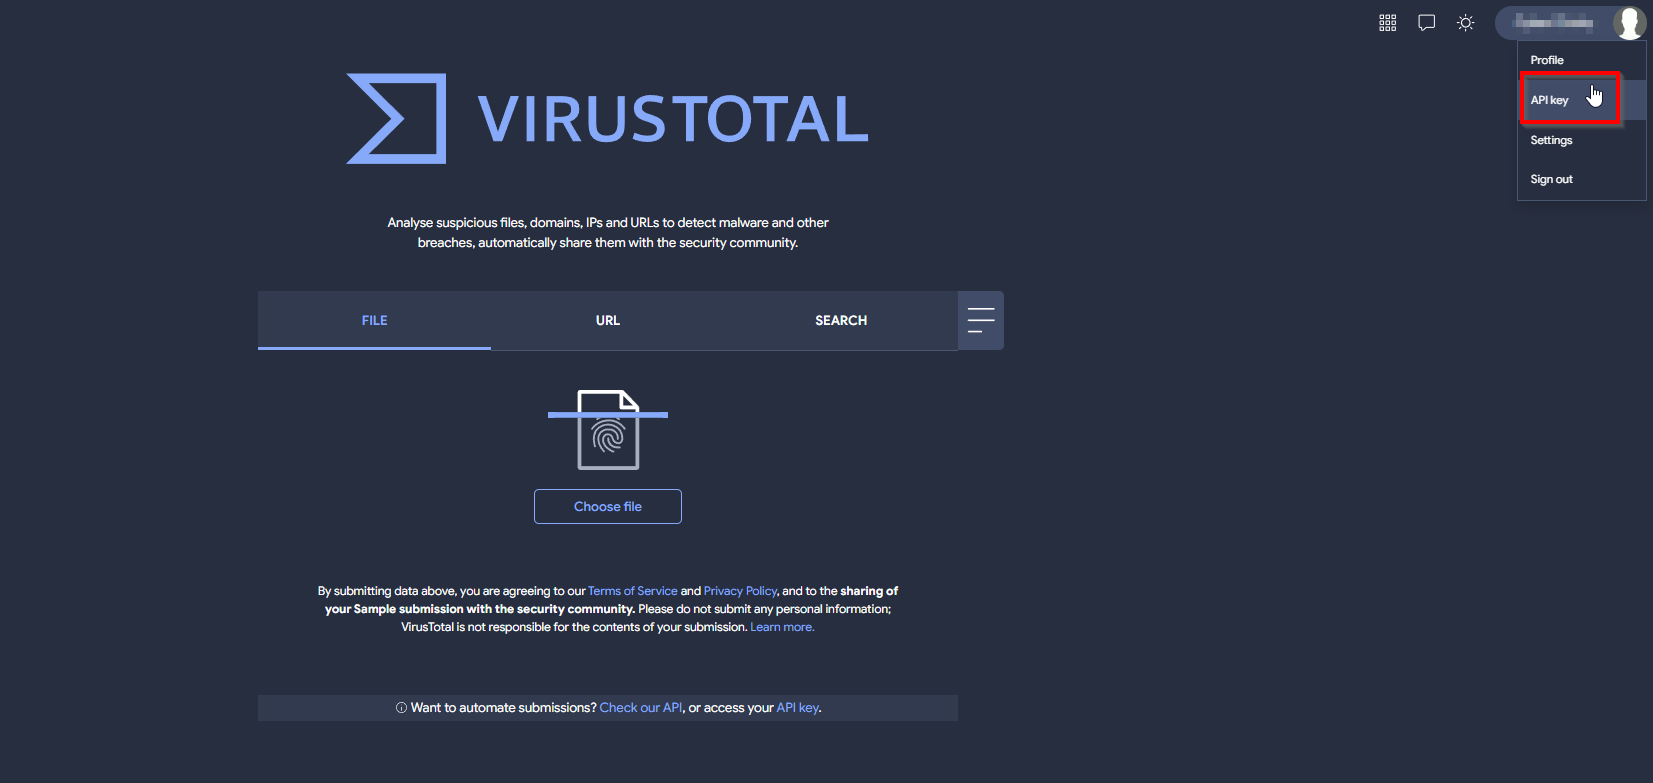 Profile
API key
Settings
Sign out
VIRUSTOTAL
Analyse suspicious files, domains, IPs and URLs to detect malware and other
breaches, automatically share them with the security community.
FILE
URL
SEARCH
Choose file
By submitting data above, you are agreeing to our Terms of Service and Privacy Policy, and to the sharing of
your Sample submission with the security community. Please do not submit any personal information;
VirusTotal is not responsible for the contents of your submission. Learn more.
Want to automate submissions? Check our API, or access your API key.